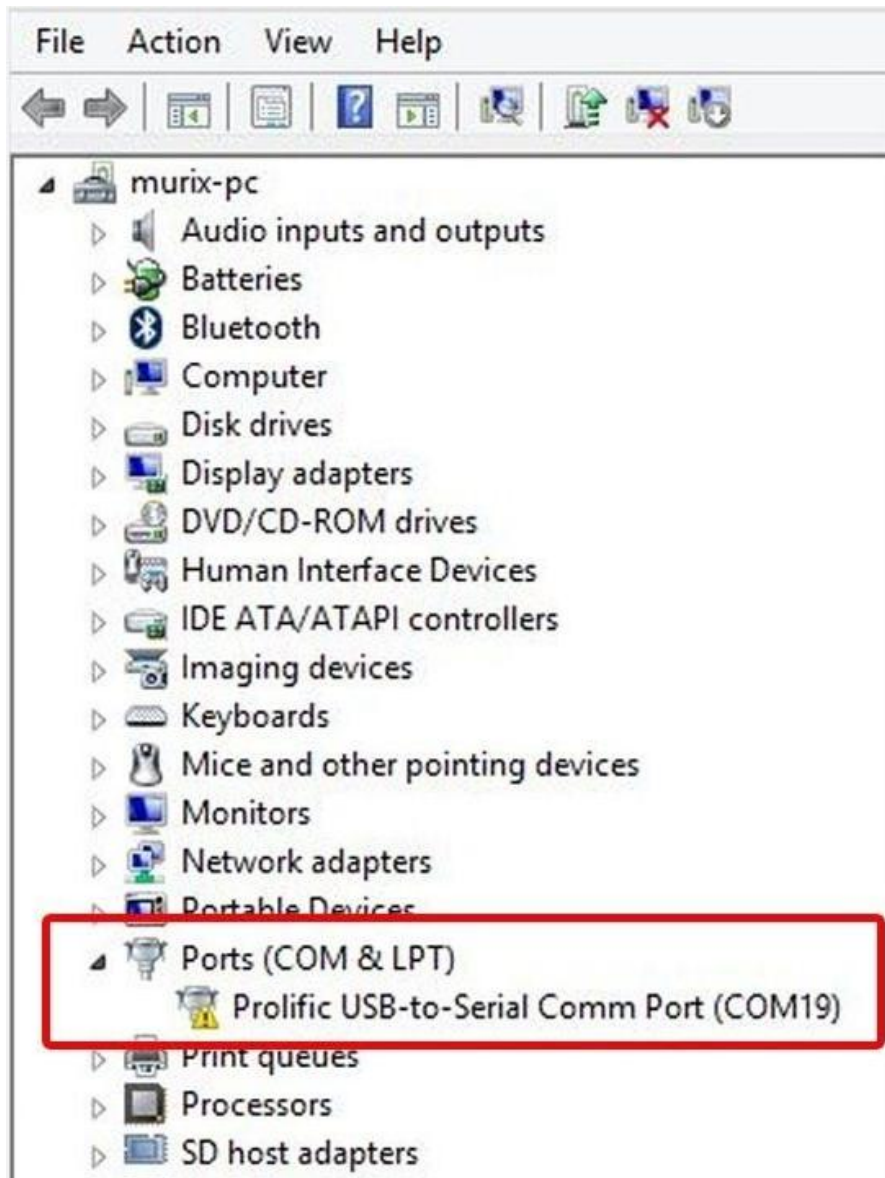 File Action View Help
murix-pc
Audio inputs and outputs
Batteries
Bluetooth
Computer
Disk drives
Display adapters
DVD/CD-ROM drives
Human Interface Devices
IDE ATA/ATAPI controllers
Imaging devices
Keyboards
Mice and other pointing devices
Monitors
Network adapters
Portable Devices
Ports (COM & LPT)
Prolific USB-to-Serial Comm Port (COM19)
Print queues
Processors
SD host adapters